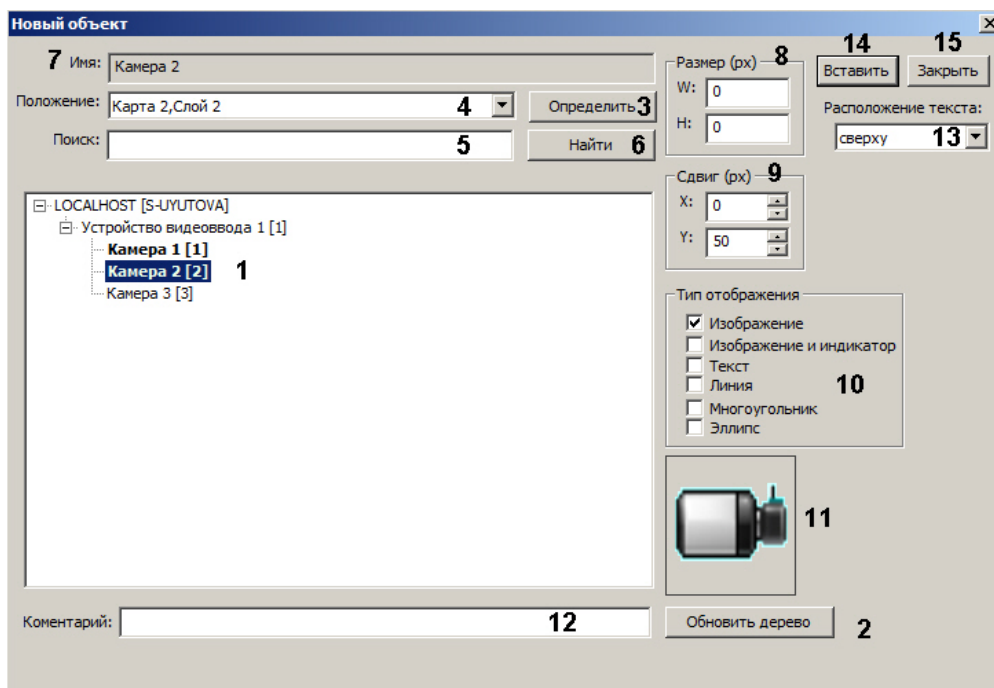 Новый объект
7 Имя: Камера 2
Положение: Карта 2,Слой 2 4 Определить 3
Поиск: 5 Найти 6
Размер (px) 8
W: 0
H: 0
14 15
Вставить Закрыть
Расположение текста:
сверху 13
Сдвиг (px) 9
X: 0
Y: 50
LOCALHOST [S-UYUTOVA]
Устройство видеоввода 1 [1]
Камера 1 [1]
Камера 2 [2] 1
Камера 3 [3]
Тип отображения
Изображение
Изображение и индикатор
Текст
Линия 10
Многоугольник
Эллипс
11
Коментарий: 12 Обновить дерево 2